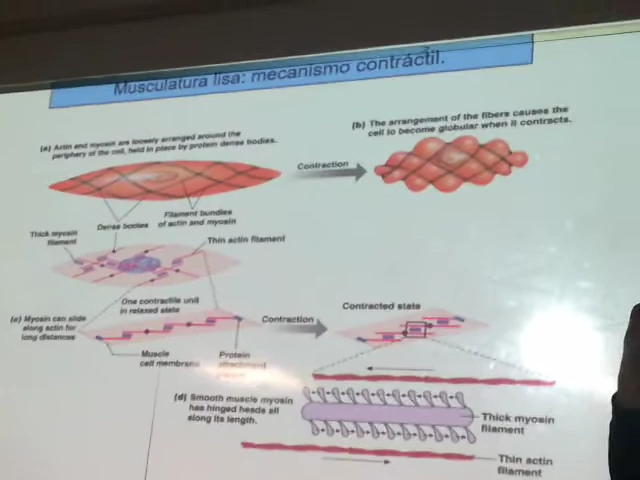 Musculatura lisa: mecanismo contráctil.
(a) Actin and myosin are loosely arranged around the
periphery of the cell, held in place by protein dense bodies.
(b) The arrangement of the fibers causes the
cell to become globular when it contracts.
Contraction
Dense bodies
Filament bundles
of actin and myosin
Thick myosin
filament
Thin actin filament
One contractile unit
in relaxed state
(c) Myosin can slide
along actin for
long distances
Contraction
Contracted state
Muscle
cell membrane
Protein
attachment
(d) Smooth muscle myosin
has hinged heads all
along its length.
Thick myosin
filament
Thin actin
filament